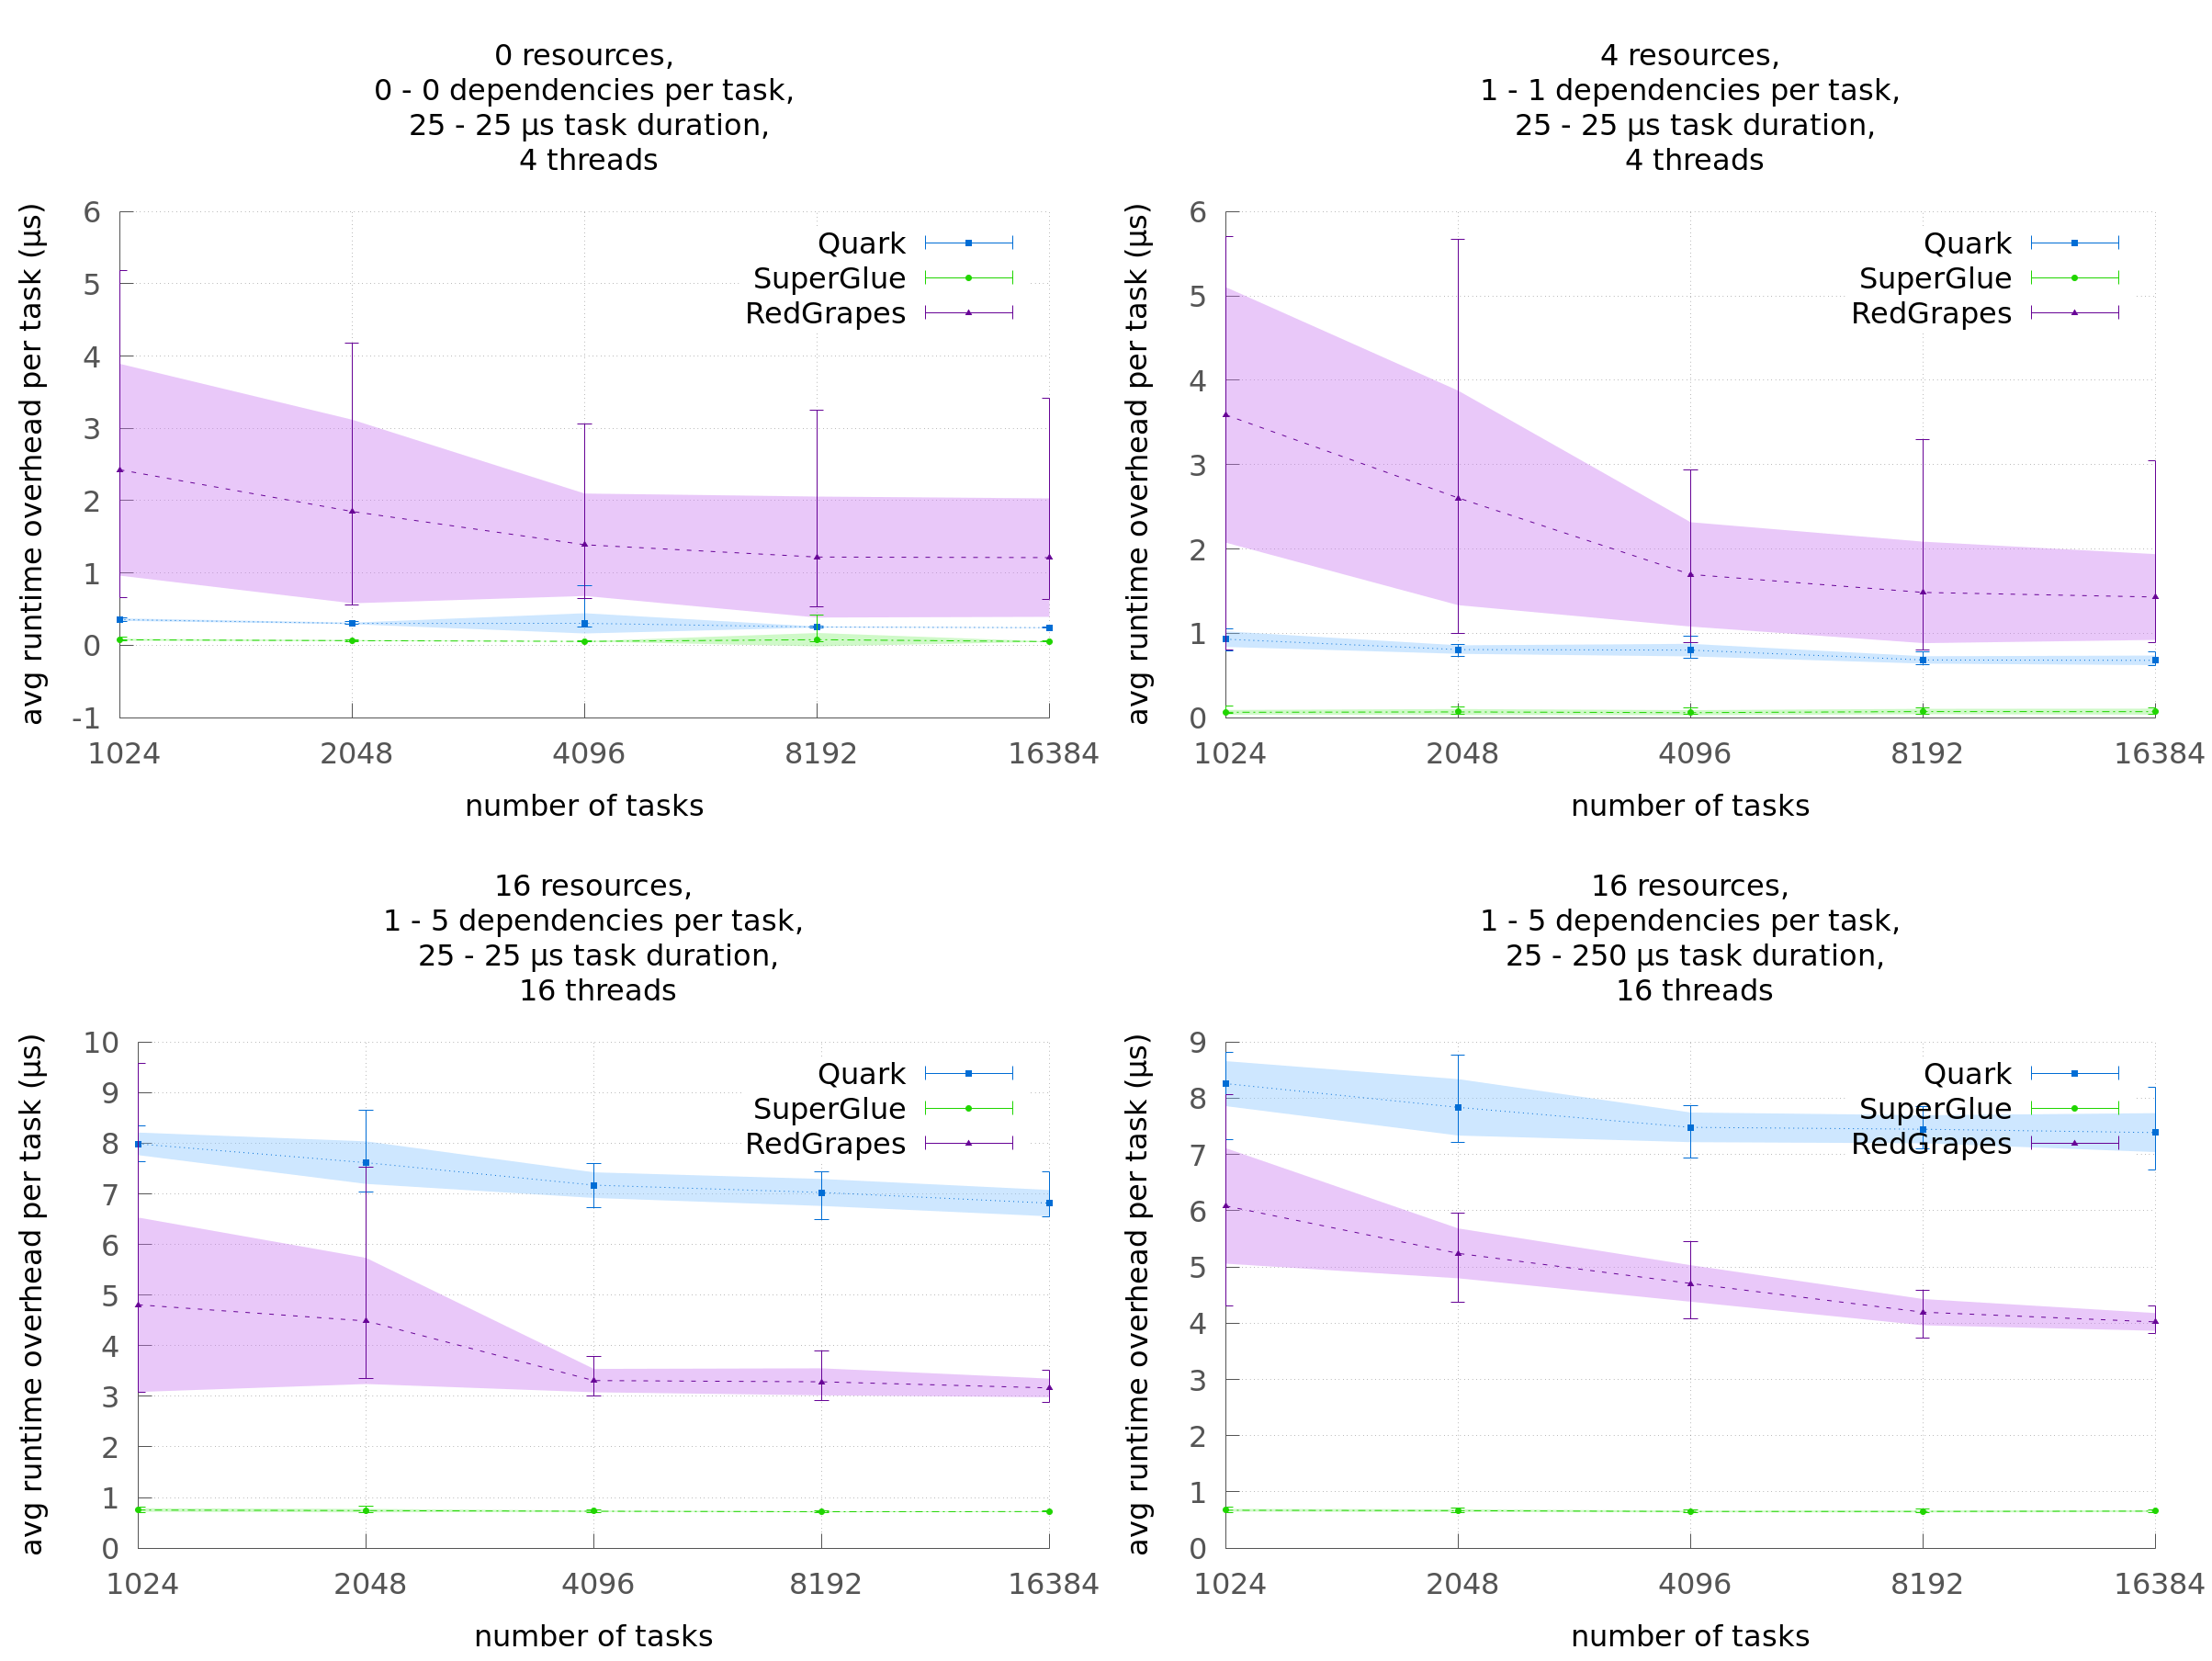 0 resources,
0 - 0 dependencies per task,
25 - 25 µs task duration,
4 threads
avg runtime overhead per task (µs)
6
5
4
3
2
1
0
-1
Quark
SuperGlue
RedGrapes
1024 2048 4096 8192 16384
number of tasks
4 resources,
1 - 1 dependencies per task,
25 - 25 µs task duration,
4 threads
avg runtime overhead per task (µs)
6
5
4
3
2
1
0
Quark
SuperGlue
RedGrapes
1024 2048 4096 8192 16384
number of tasks
16 resources,
1 - 5 dependencies per task,
25 - 25 µs task duration,
16 threads
avg runtime overhead per task (µs)
10
9
8
7
6
5
4
3
2
1
0
Quark
SuperGlue
RedGrapes
1024 2048 4096 8192 16384
number of tasks
16 resources,
1 - 5 dependencies per task,
25 - 250 µs task duration,
16 threads
avg runtime overhead per task (µs)
9
8
7
6
5
4
3
2
1
0
Quark
SuperGlue
RedGrapes
1024 2048 4096 8192 16384
number of tasks